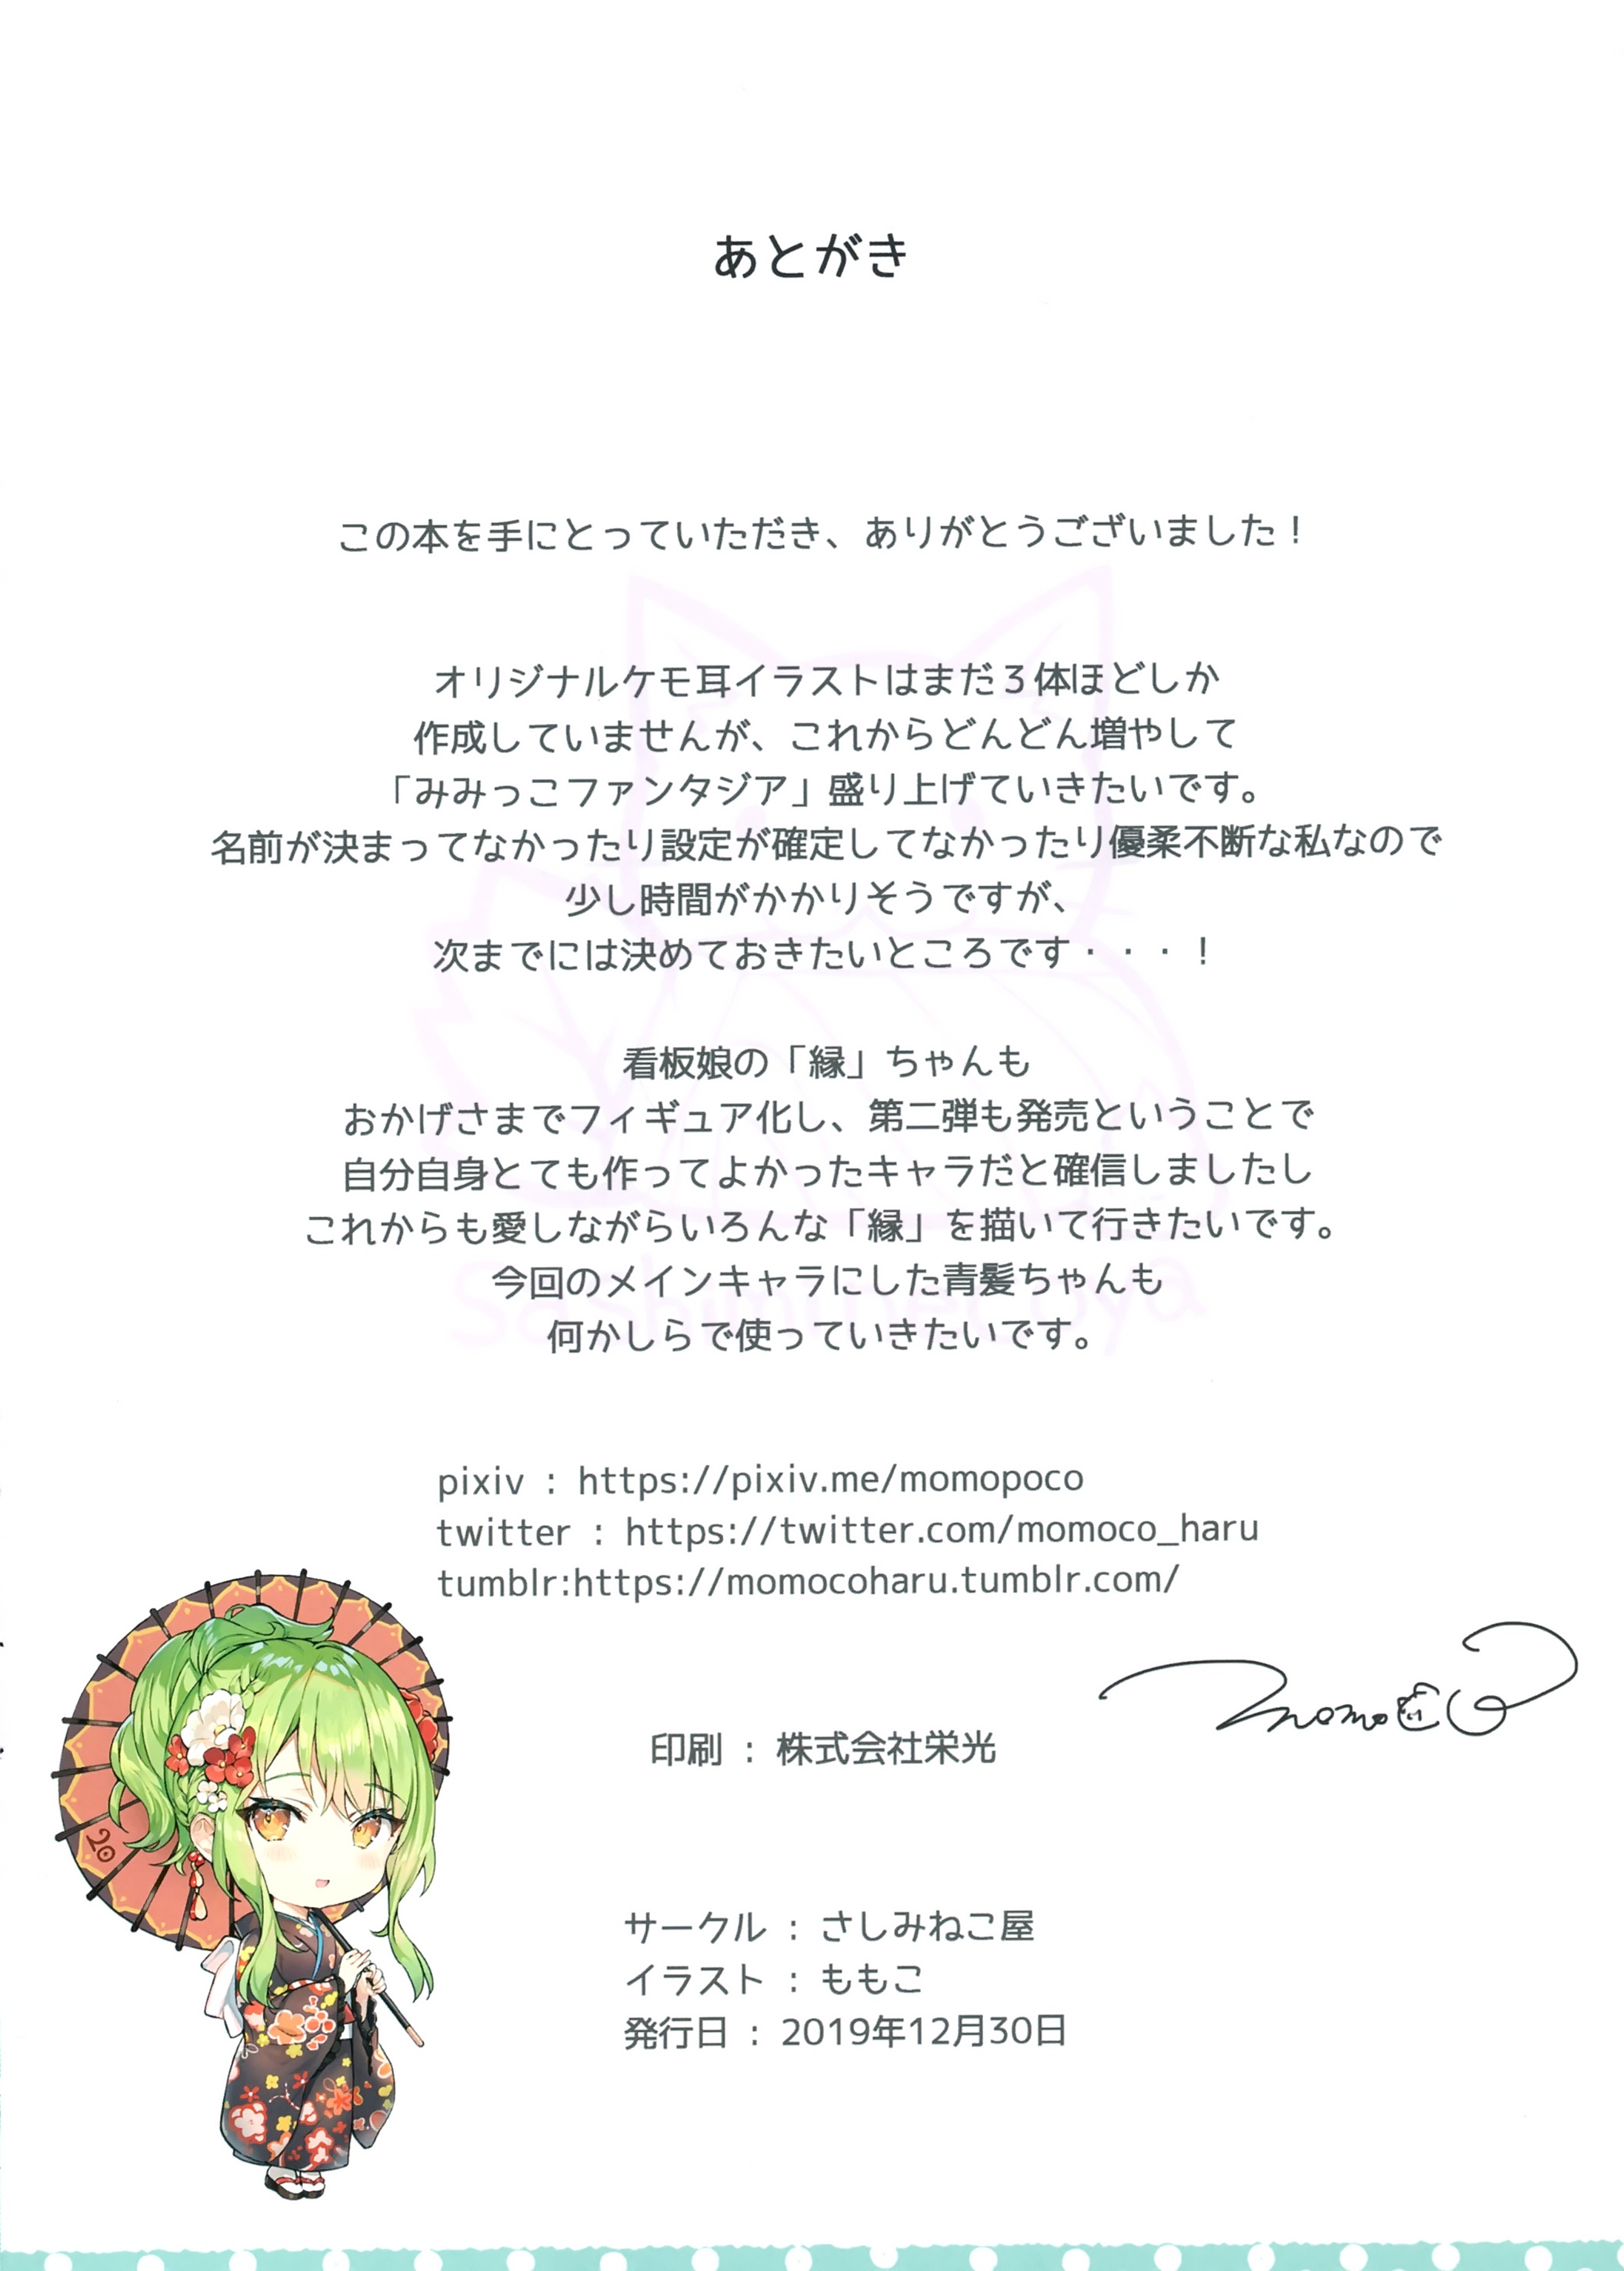 あとがき
この本を手にとっていただき、ありがとうございました！
オリジナルケモ耳イラストはまだ３体ほどしか
作成していませんが、これからどんどん増やして
「みみっこファンタジア」盛り上げていきたいです。
名前が決まってなかったり設定が確定してなかったり優柔不断な私なので
少し時間がかかりそうですが、
次までには決めておきたいところです・・・！
看板娘の「縁」ちゃんも
おかげさまでフィギュア化し、第二弾も発売ということで
自分自身とても作ってよかったキャラだと確信しましたし
これからも愛しながらいろんな「縁」を描いて行きたいです。
今回のメインキャラにした青髪ちゃんも
何かしらで使っていきたいです。
Sashiminecoya
pixiv : https://pixiv.me/momopoco
twitter : https://twitter.com/momoco_haru
tumblr:https://momocoharu.tumblr.com/
momoco
印刷 : 株式会社栄光
20
サークル : さしみねこ屋
イラスト : ももこ
発行日 : 2019年12月30日